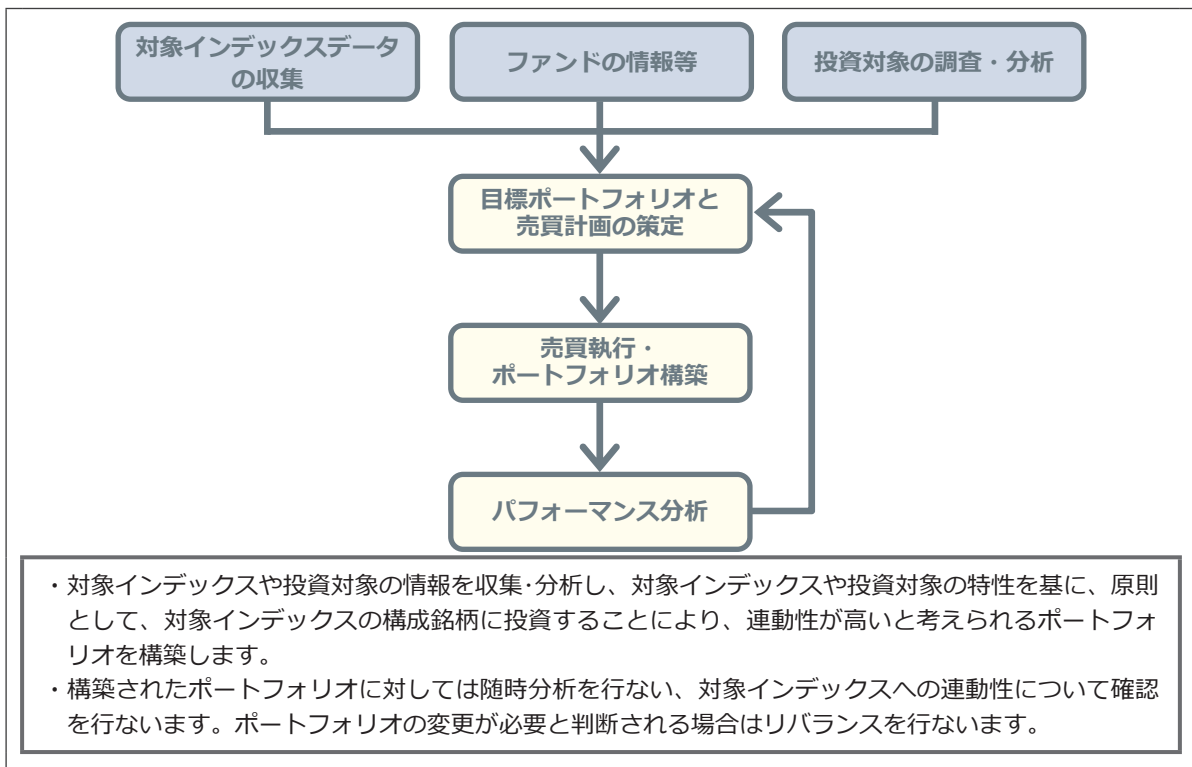 対象インデックスデータ
の収集
ファンドの情報等
投資対象の調査・分析
目標ポートフォリオと
売買計画の策定
売買執行・
ポートフォリオ構築
パフォーマンス分析
・対象インデックスや投資対象の情報を収集・分析し、対象インデックスや投資対象の特性を基に、原則
として、対象インデックスの構成銘柄に投資することにより、連動性が高いと考えられるポートフォ
リオを構築します。
・構築されたポートフォリオに対しては随時分析を行ない、対象インデックスへの連動性について確認
を行ないます。ポートフォリオの変更が必要と判断される場合はリバランスを行ないます。